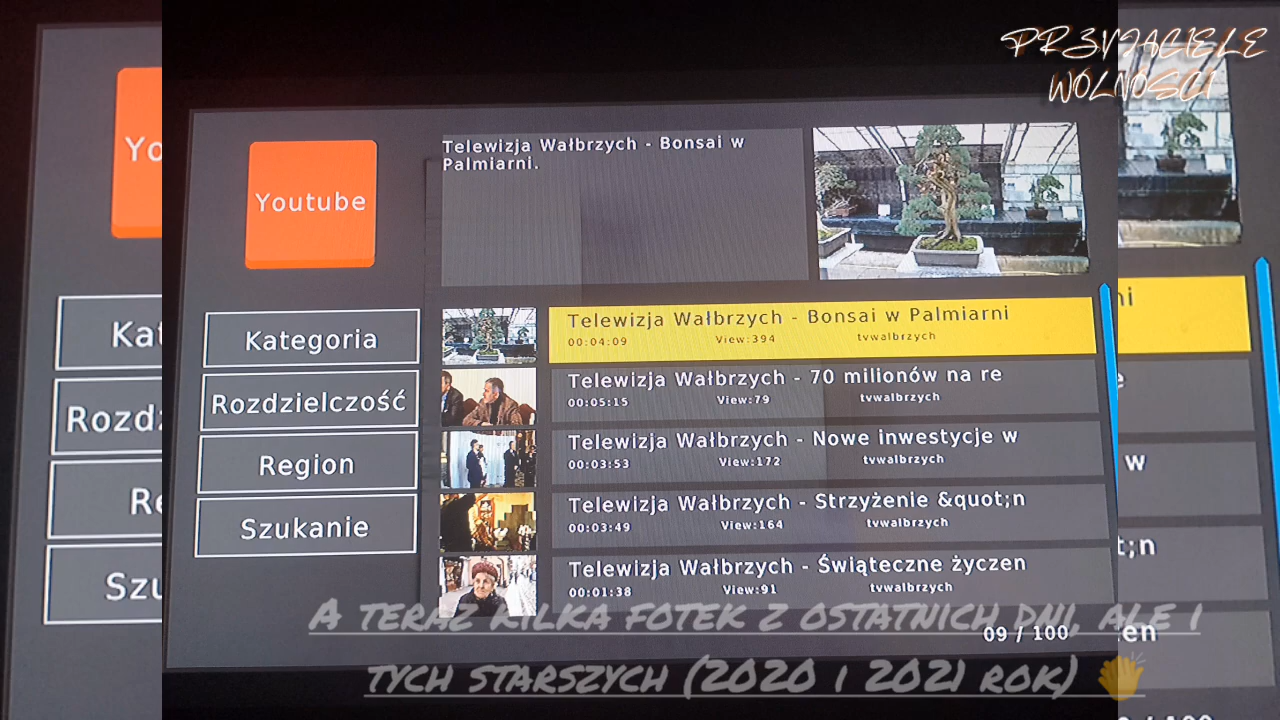 PRZYJACIELE
WOLNOŚCI
Youtube
Telewizja Wałbrzych - Bonsai w
Palmiarni.
Kategoria
Rozdzielczość
Region
Szukanie
Telewizja Wałbrzych - Bonsai w Palmiarni
00:04:09 View:394 tvwalbrzych
Telewizja Wałbrzych - 70 milionów na re
00:05:15 View:79 tvwalbrzych
Telewizja Wałbrzych - Nowe inwestycje w
00:03:53 View:172 tvwalbrzych
Telewizja Wałbrzych - Strzyżenie &quot;n
00:03:49 View:164 tvwalbrzych
Telewizja Wałbrzych - Świąteczne życzen
00:01:38 View:91 tvwalbrzych
09 / 100
A teraz kilka fotek z ostatnich dni, ale i
tych starszych (2020 i 2021 rok) 👏